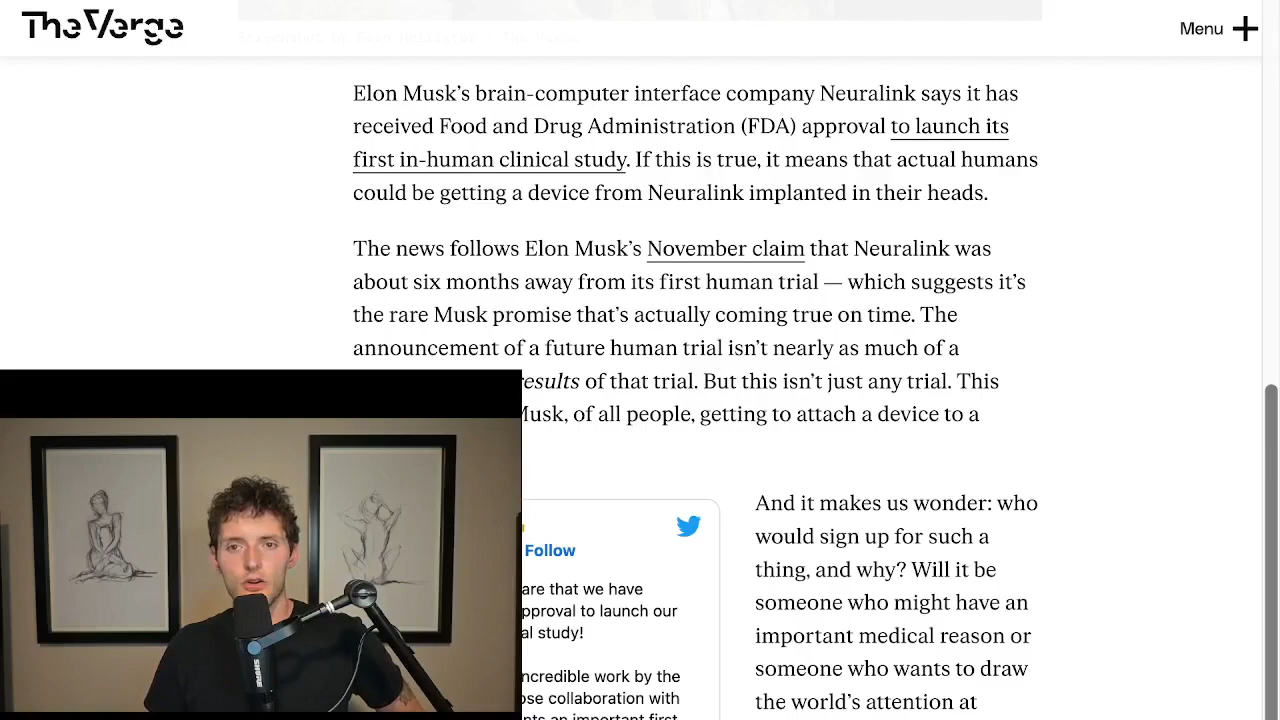 The Verge
Menu
Elon Musk's brain-computer interface company Neuralink says it has
received Food and Drug Administration (FDA) approval to launch its
first in-human clinical study. If this is true, it means that actual humans
could be getting a device from Neuralink implanted in their heads.
The news follows Elon Musk's November claim that Neuralink was
about six months away from its first human trial — which suggests it's
the rare Musk promise that's actually coming true on time. The
announcement of a future human trial isn't nearly as much of a
results of that trial. But this isn't just any trial. This
Musk, of all people, getting to attach a device to a
Follow
are that we have
pproval to launch our
al study!
ncredible work by the
ose collaboration with
nts an important first
And it makes us wonder: who
would sign up for such a
thing, and why? Will it be
someone who might have an
important medical reason or
someone who wants to draw
the world's attention at
SHURE